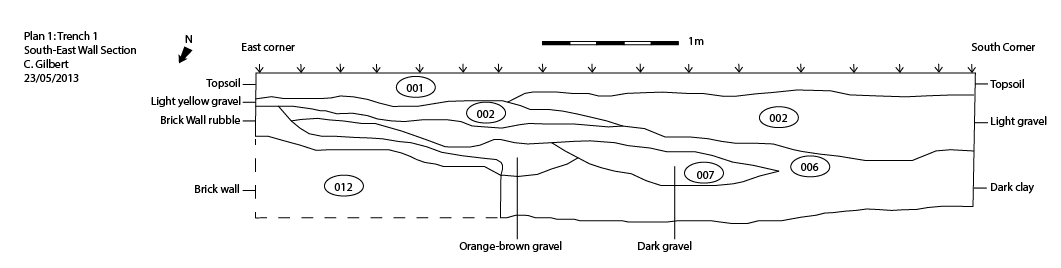 Plan 1: Trench 1
South-East Wall Section
C. Gilbert
23/05/2013
N
East corner
1m
South Corner
Topsoil
001
Topsoil
Light yellow gravel
002
002
Brick Wall rubble
Light gravel
006
007
012
Brick wall
Dark clay
Orange-brown gravel
Dark gravel